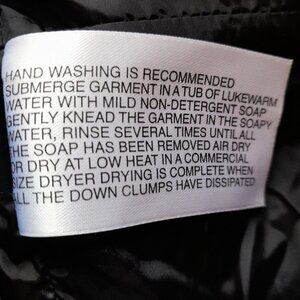 HAND WASHING IS RECOMMENDED
SUBMERGE GARMENT IN A TUB OF LUKEWARM
WATER WITH MILD NON-DETERGENT SOAP
GENTLY KNEAD THE GARMENT IN THE SOAPY
WATER, RINSE SEVERAL TIMES UNTIL ALL
THE SOAP HAS BEEN REMOVED AIR DRY
OR DRY AT LOW HEAT IN A COMMERCIAL
SIZE DRYER DRYING IS COMPLETE WHEN
ALL THE DOWN CLUMPS HAVE DISSIPATED